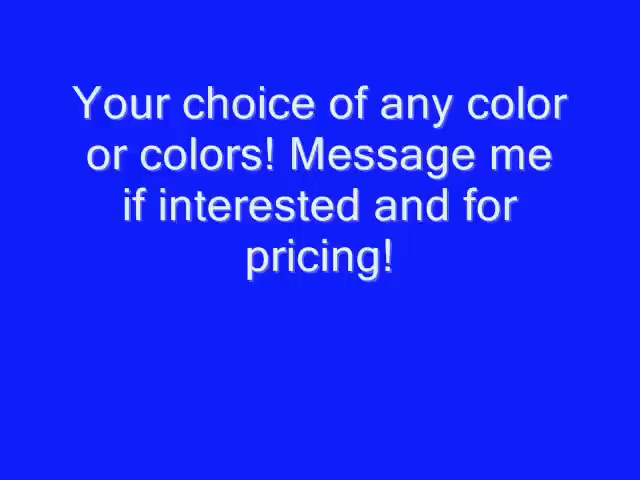 Your choice of any color
or colors! Message me
if interested and for
pricing!